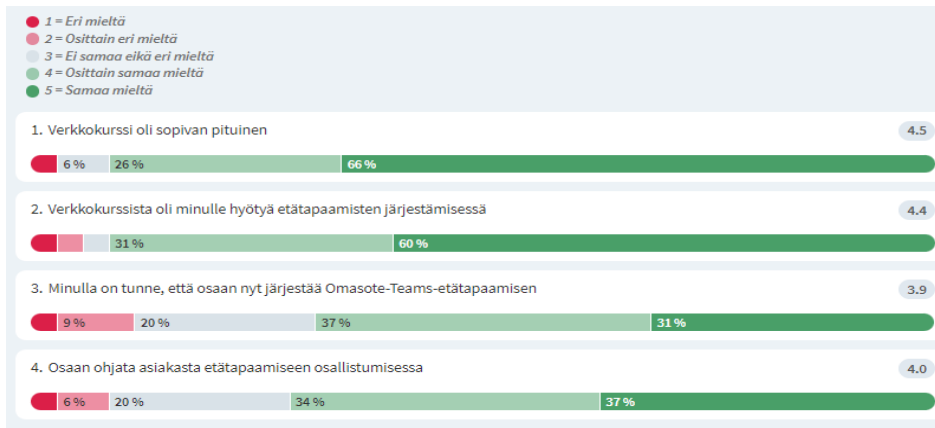 1 = Eri mieltä
2 = Osittain eri mieltä
3 = Ei samaa eikä eri mieltä
4 = Osittain samaa mieltä
5 = Samaa mieltä
1. Verkkokurssi oli sopivan pituinen 4.5
6 % 26 % 66 %
2. Verkkokurssista oli minulle hyötyä etätapaamisten järjestämisessä 4.4
31 % 60 %
3. Minulla on tunne, että osaan nyt järjestää Omasote-Teams-etätapaamisen 3.9
9 % 20 % 37 % 31 %
4. Osaan ohjata asiakasta etätapaamiseen osallistumisessa 4.0
6 % 20 % 34 % 37 %